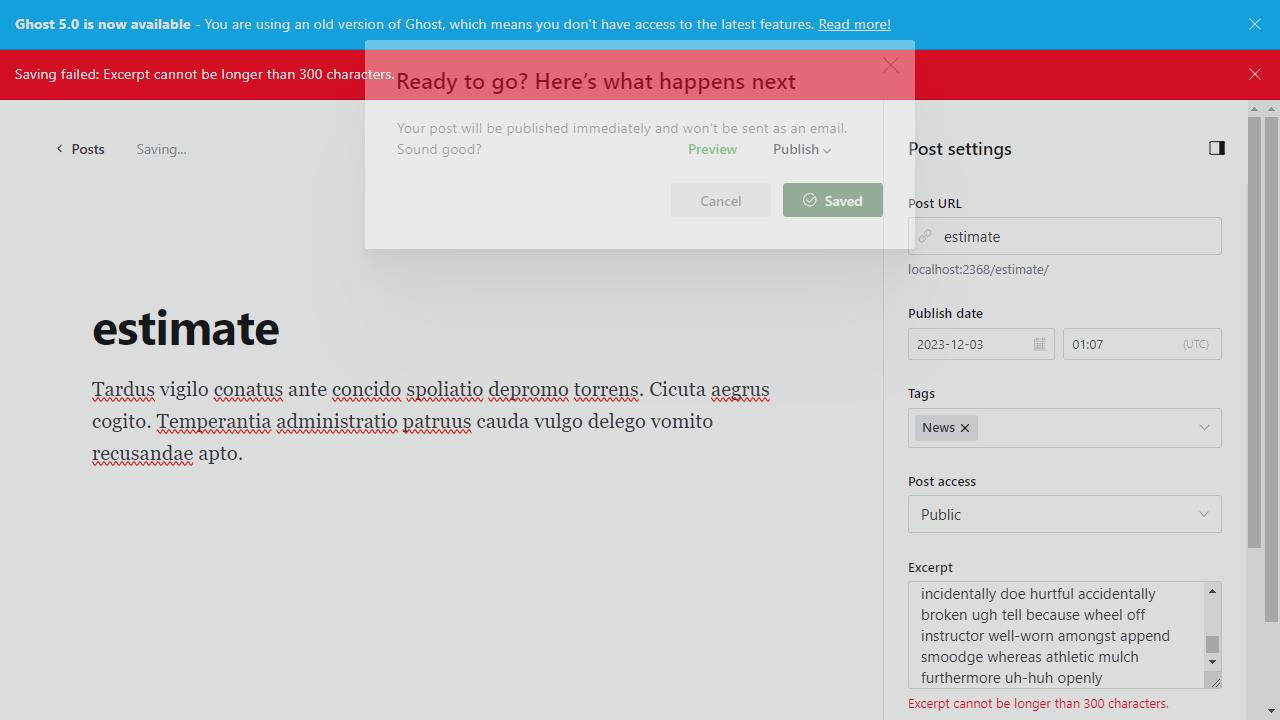 Ghost 5.0 is now available - You are using an old version of Ghost, which means you don't have access to the latest features. Read more!
Saving failed: Excerpt cannot be longer than 300 characters.
Ready to go? Here's what happens next
Your post will be published immediately and won't be sent as an email.
Sound good?
Cancel
Saved
Posts
Saving...
Preview
Publish
estimate
Tardus vigilo conatus ante concido spoliatio depromo torrens. Cicuta aegrus
cogito. Temperantia administratio patruus cauda vulgo delego vomito
recusandae apto.
Post settings
Post URL
estimate
localhost:2368/estimate/
Publish date
2023-12-03
01:07
(UTC)
Tags
News
Post access
Public
Excerpt
incidentally doe hurtful accidentally
broken ugh tell because wheel off
instructor well-worn amongst append
smoodge whereas athletic mulch
furthermore uh-huh openly
Excerpt cannot be longer than 300 characters.